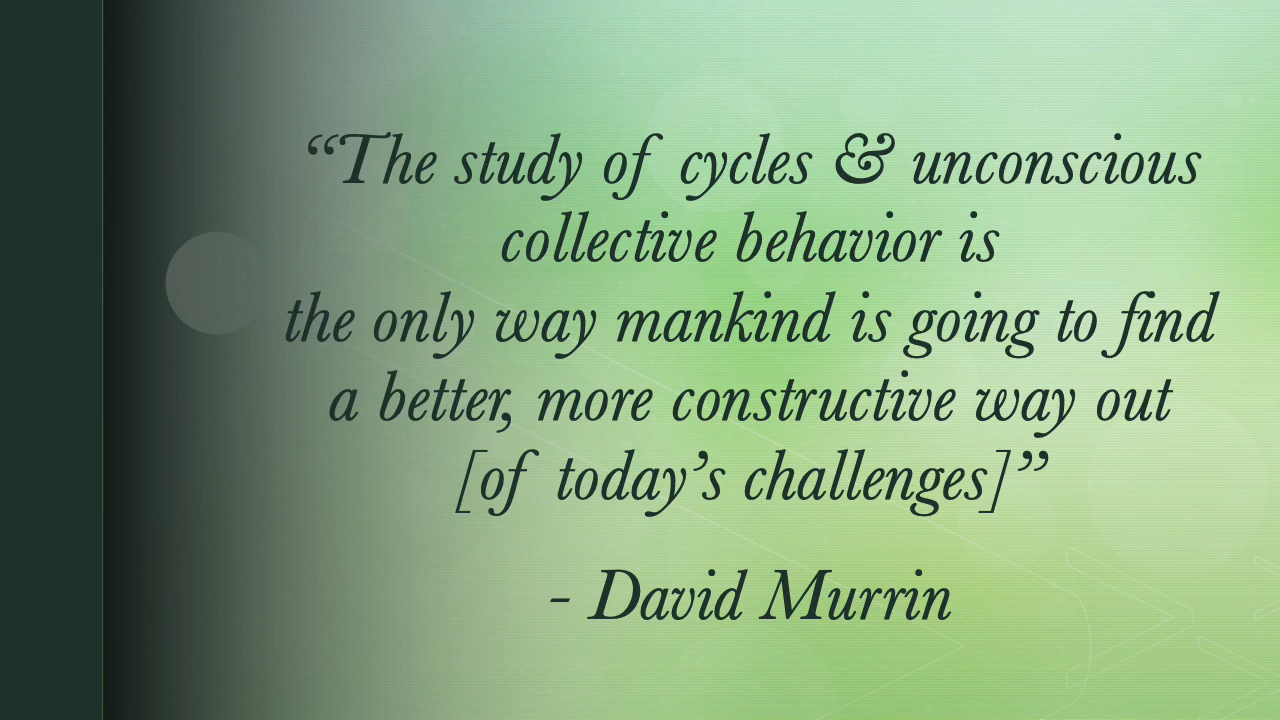 “The study of cycles & unconscious
collective behavior is
the only way mankind is going to find
a better, more constructive way out
[of today’s challenges]”
- David Murrin